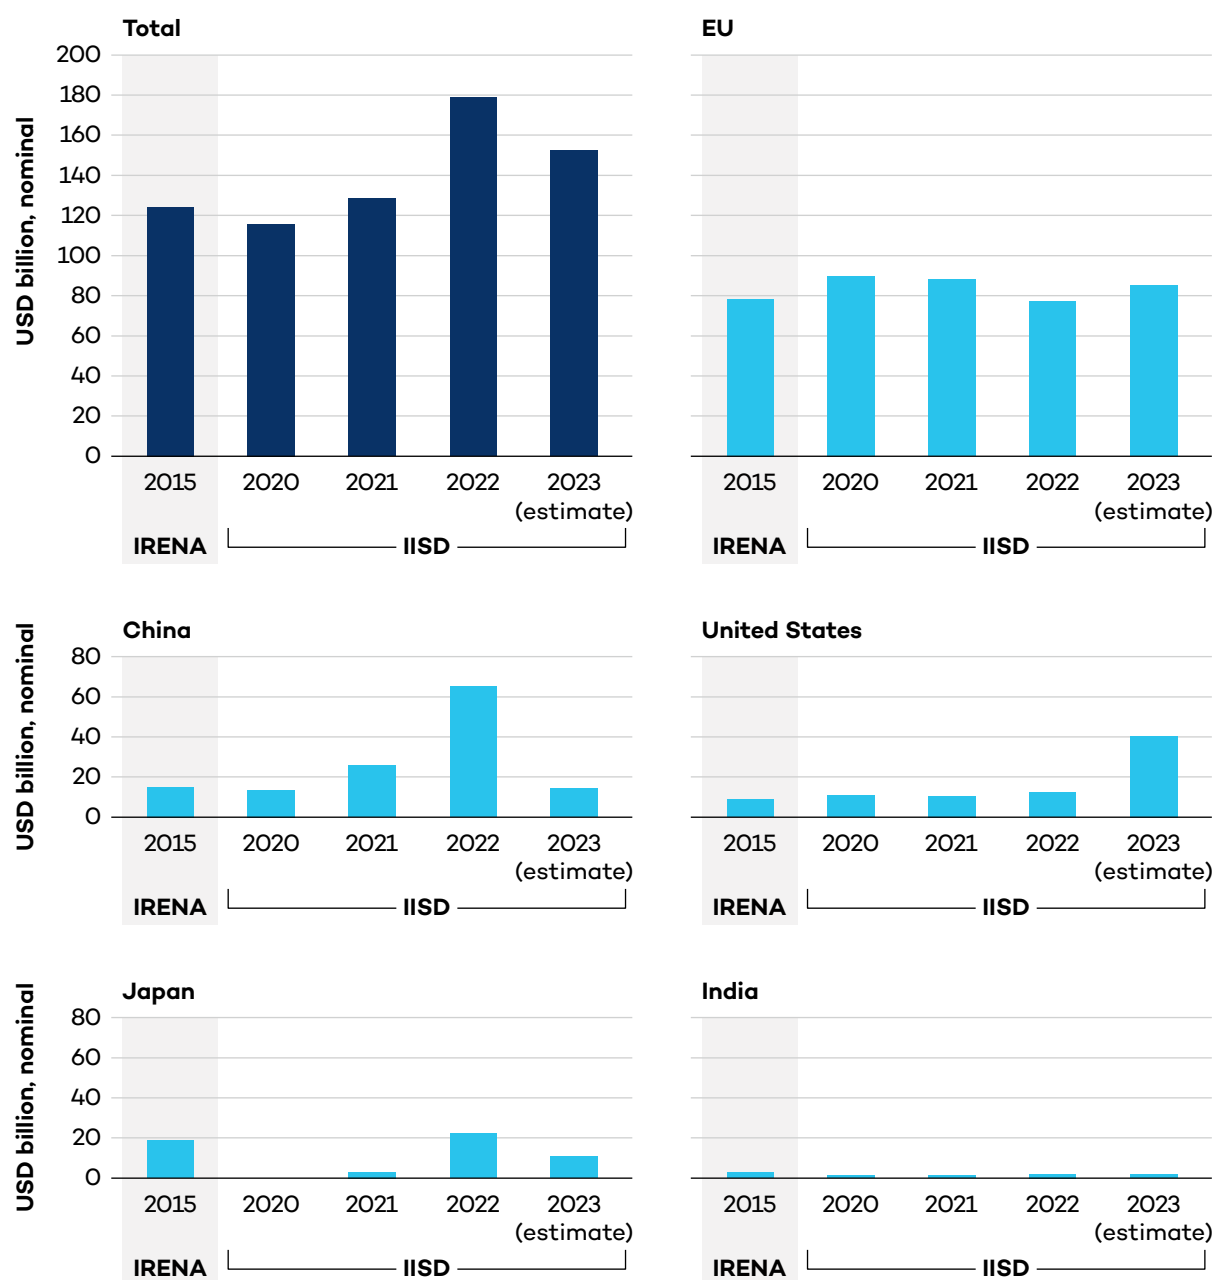 Total
EU
USD billion, nominal
200
180
160
140
120
100
80
60
40
20
0
2015 2020 2021 2022 2023
(estimate)
IRENA IISD
2015 2020 2021 2022 2023
(estimate)
IRENA IISD
China
United States
USD billion, nominal
80
60
40
20
0
2015 2020 2021 2022 2023
(estimate)
IRENA IISD
2015 2020 2021 2022 2023
(estimate)
IRENA IISD
Japan
India
USD billion, nominal
80
60
40
20
0
2015 2020 2021 2022 2023
(estimate)
IRENA IISD
2015 2020 2021 2022 2023
(estimate)
IRENA IISD